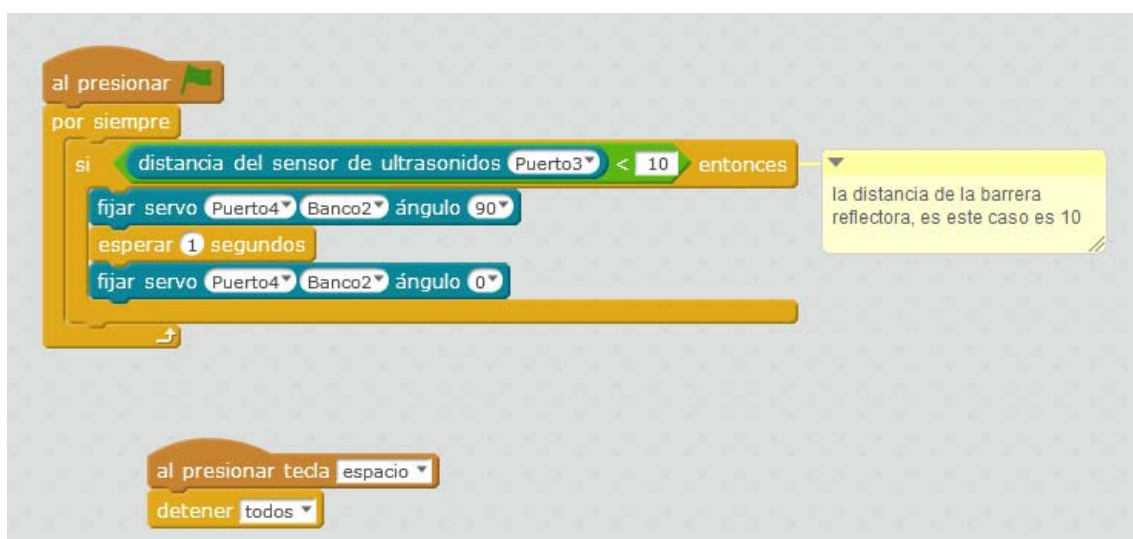 al presionar
por siempre
si distancia del sensor de ultrasonidos Puerto3 < 10 entonces
la distancia de la barrera
reflectora, es este caso es 10
fijar servo Puerto4 Banco2 ángulo 90
esperar 1 segundos
fijar servo Puerto4 Banco2 ángulo 0
al presionar tecla espacio
detener todos